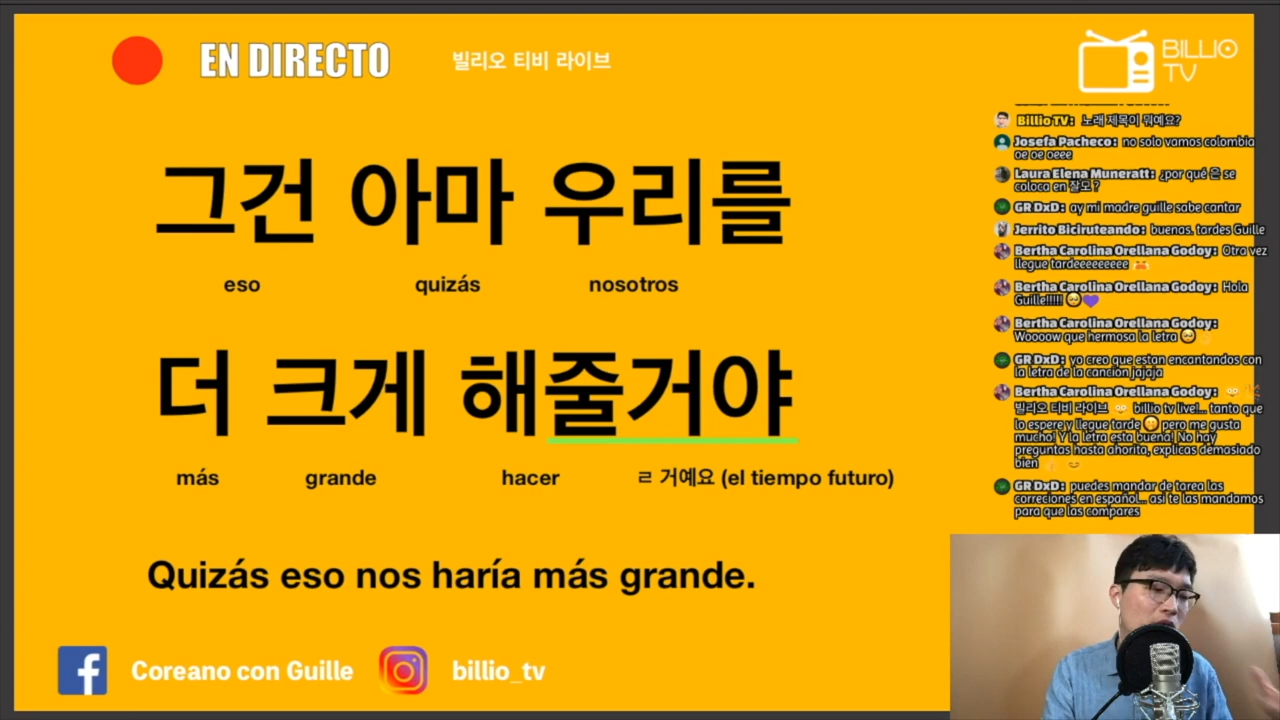 EN DIRECTO
빌리오 티비 라이브
BILLIO
TV
그건 아마 우리를
eso quizás nosotros
더 크게 해줄거야
más grande hacer ㄹ 거예요 (el tiempo futuro)
Quizás eso nos haría más grande.
Coreano con Guille
billio_tv
Billio TV: 노래 제목이 뭐예요?
Josefa Pacheco: no solo vamos colombia
oe oe oeee
Laura Elena Muneratt: ¿por qué 은 se
coloca en 잘모 ?
GR DxD: ay mi madre guille sabe cantar
Jerrito Biciruteando: buenas. tardes Guille
Bertha Carolina Orellana Godoy: Otra vez
llegue tardeeeeeeeee
Bertha Carolina Orellana Godoy: Hola
Guille!!!!! 🥺💜
Bertha Carolina Orellana Godoy:
Woooow que hermosa la letra 🥺
GR DxD: yo creo que estan encantandos con
la letra de la canción jajaja
Bertha Carolina Orellana Godoy:
빌리오 티비 라이브 billio tv live!... tanto que
lo espere y llegue tarde pero me gusta
mucho! Y la letra esta buena! No hay
preguntas hasta ahorita, explicas demasiado
bien
GR DxD: puedes mandar de tarea las
correciones en español... asi te las mandamos
para que las compares